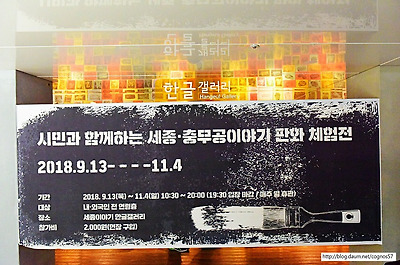 한글 갤러리
Hangeul
시민과 함께하는 세종·충무공이야기 판화 체험전
2018.9.13- - - -11.4
기간 2018. 9.13(목) ~ 11.4(일) 10:30 ~ 20:00 (19:30 입장 마감 / 매주 월 휴관)
대상 내·외국인 전 연령층
장소 세종이야기 한글갤러리
참가비 2,000원(현장 구입)
http://blog.daum.net/cognos57